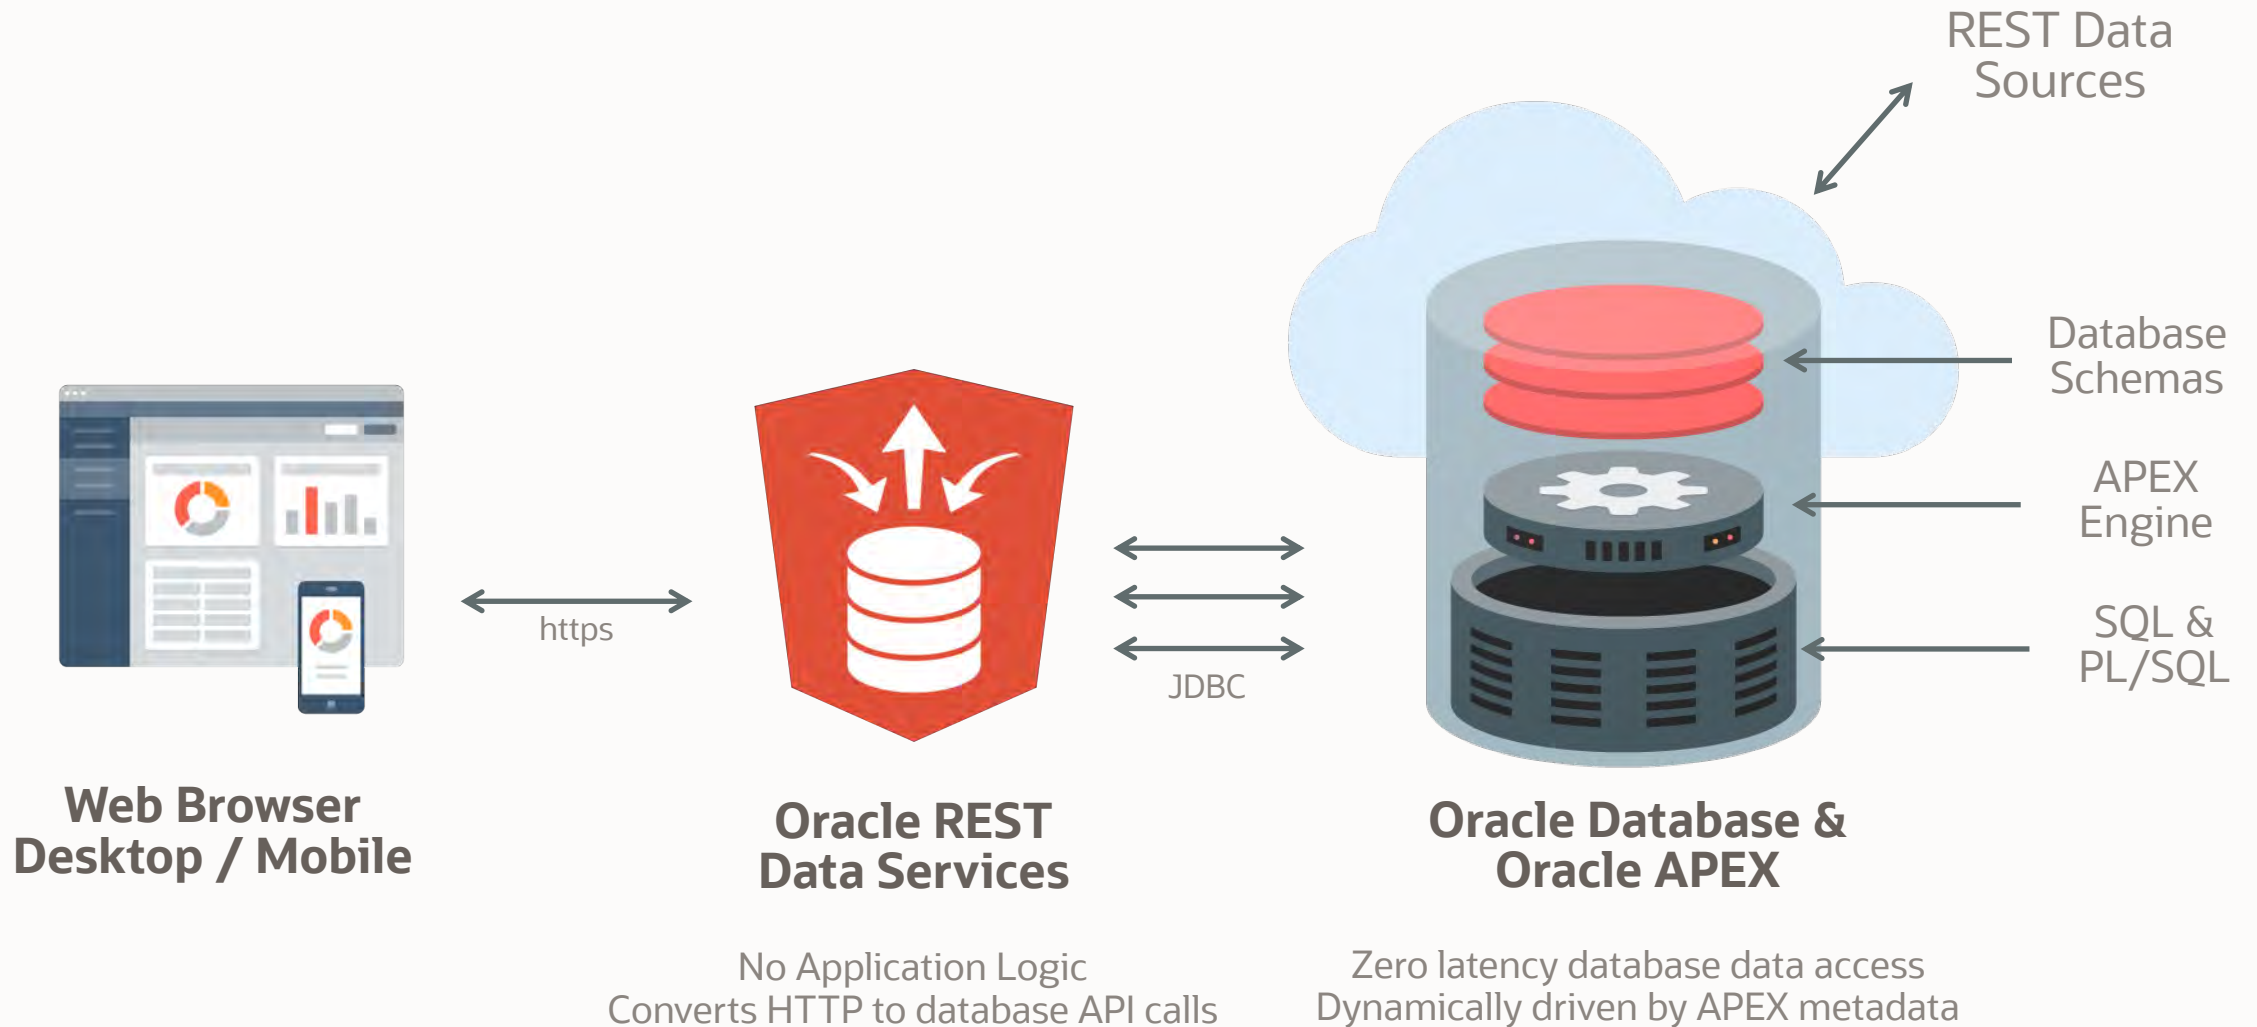 REST Data
Sources
Database
Schemas
APEX
Engine
SQL &
PL/SQL
https
JDBC
Web Browser
Desktop / Mobile
Oracle REST
Data Services
No Application Logic
Converts HTTP to database API calls
Oracle Database &
Oracle APEX
Zero latency database data access
Dynamically driven by APEX metadata